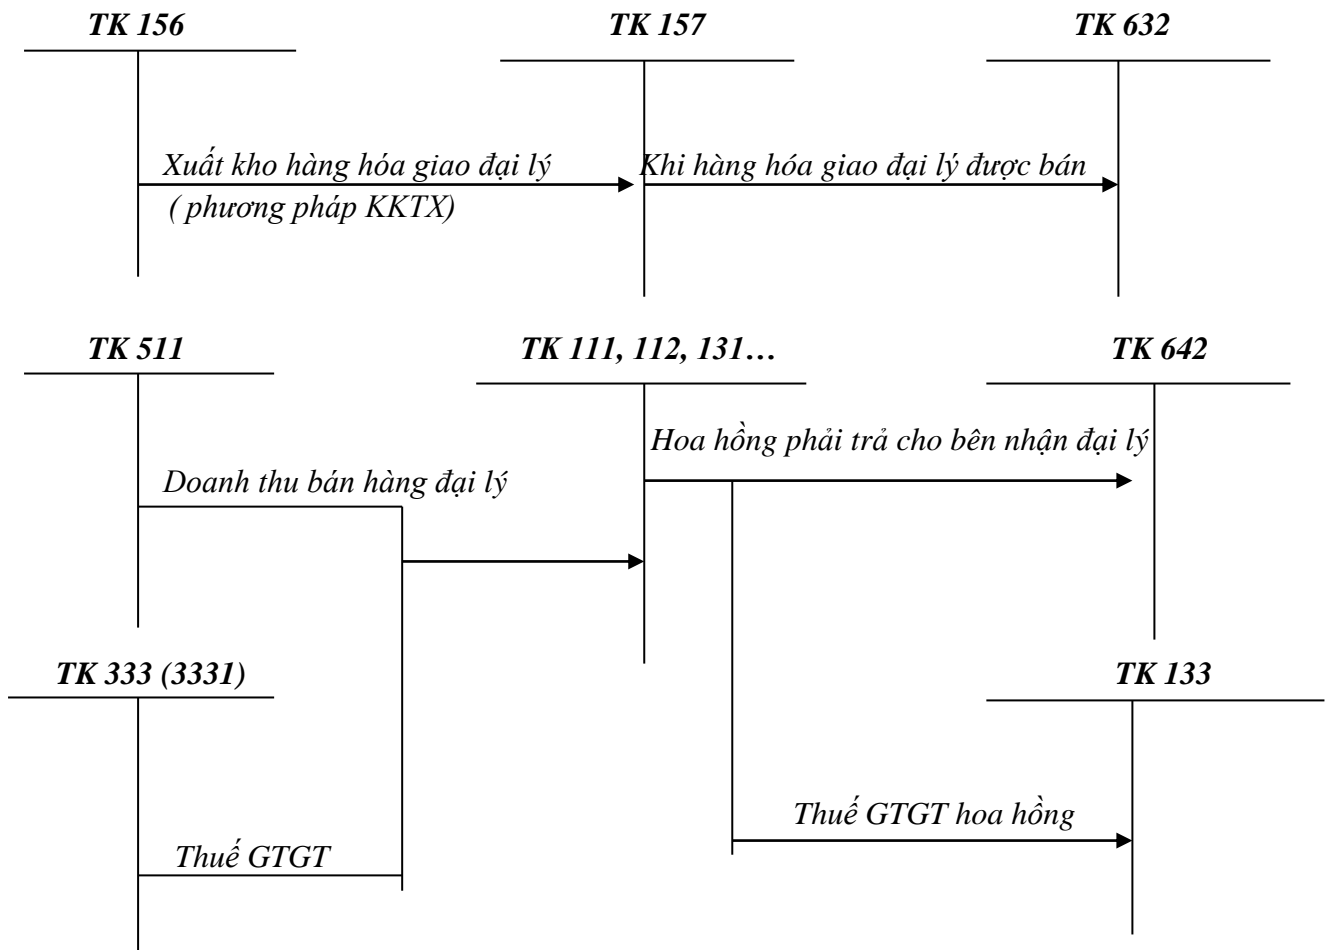 TK 156
TK 157
TK 632
Xuất kho hàng hóa giao đại lý
Khi hàng hóa giao đại lý được bán
( phương pháp KKTX)
TK 511
TK 111, 112, 131…
TK 642
Hoa hồng phải trả cho bên nhận đại lý
Doanh thu bán hàng đại lý
TK 333 (3331)
TK 133
Thuế GTGT hoa hồng
Thuế GTGT